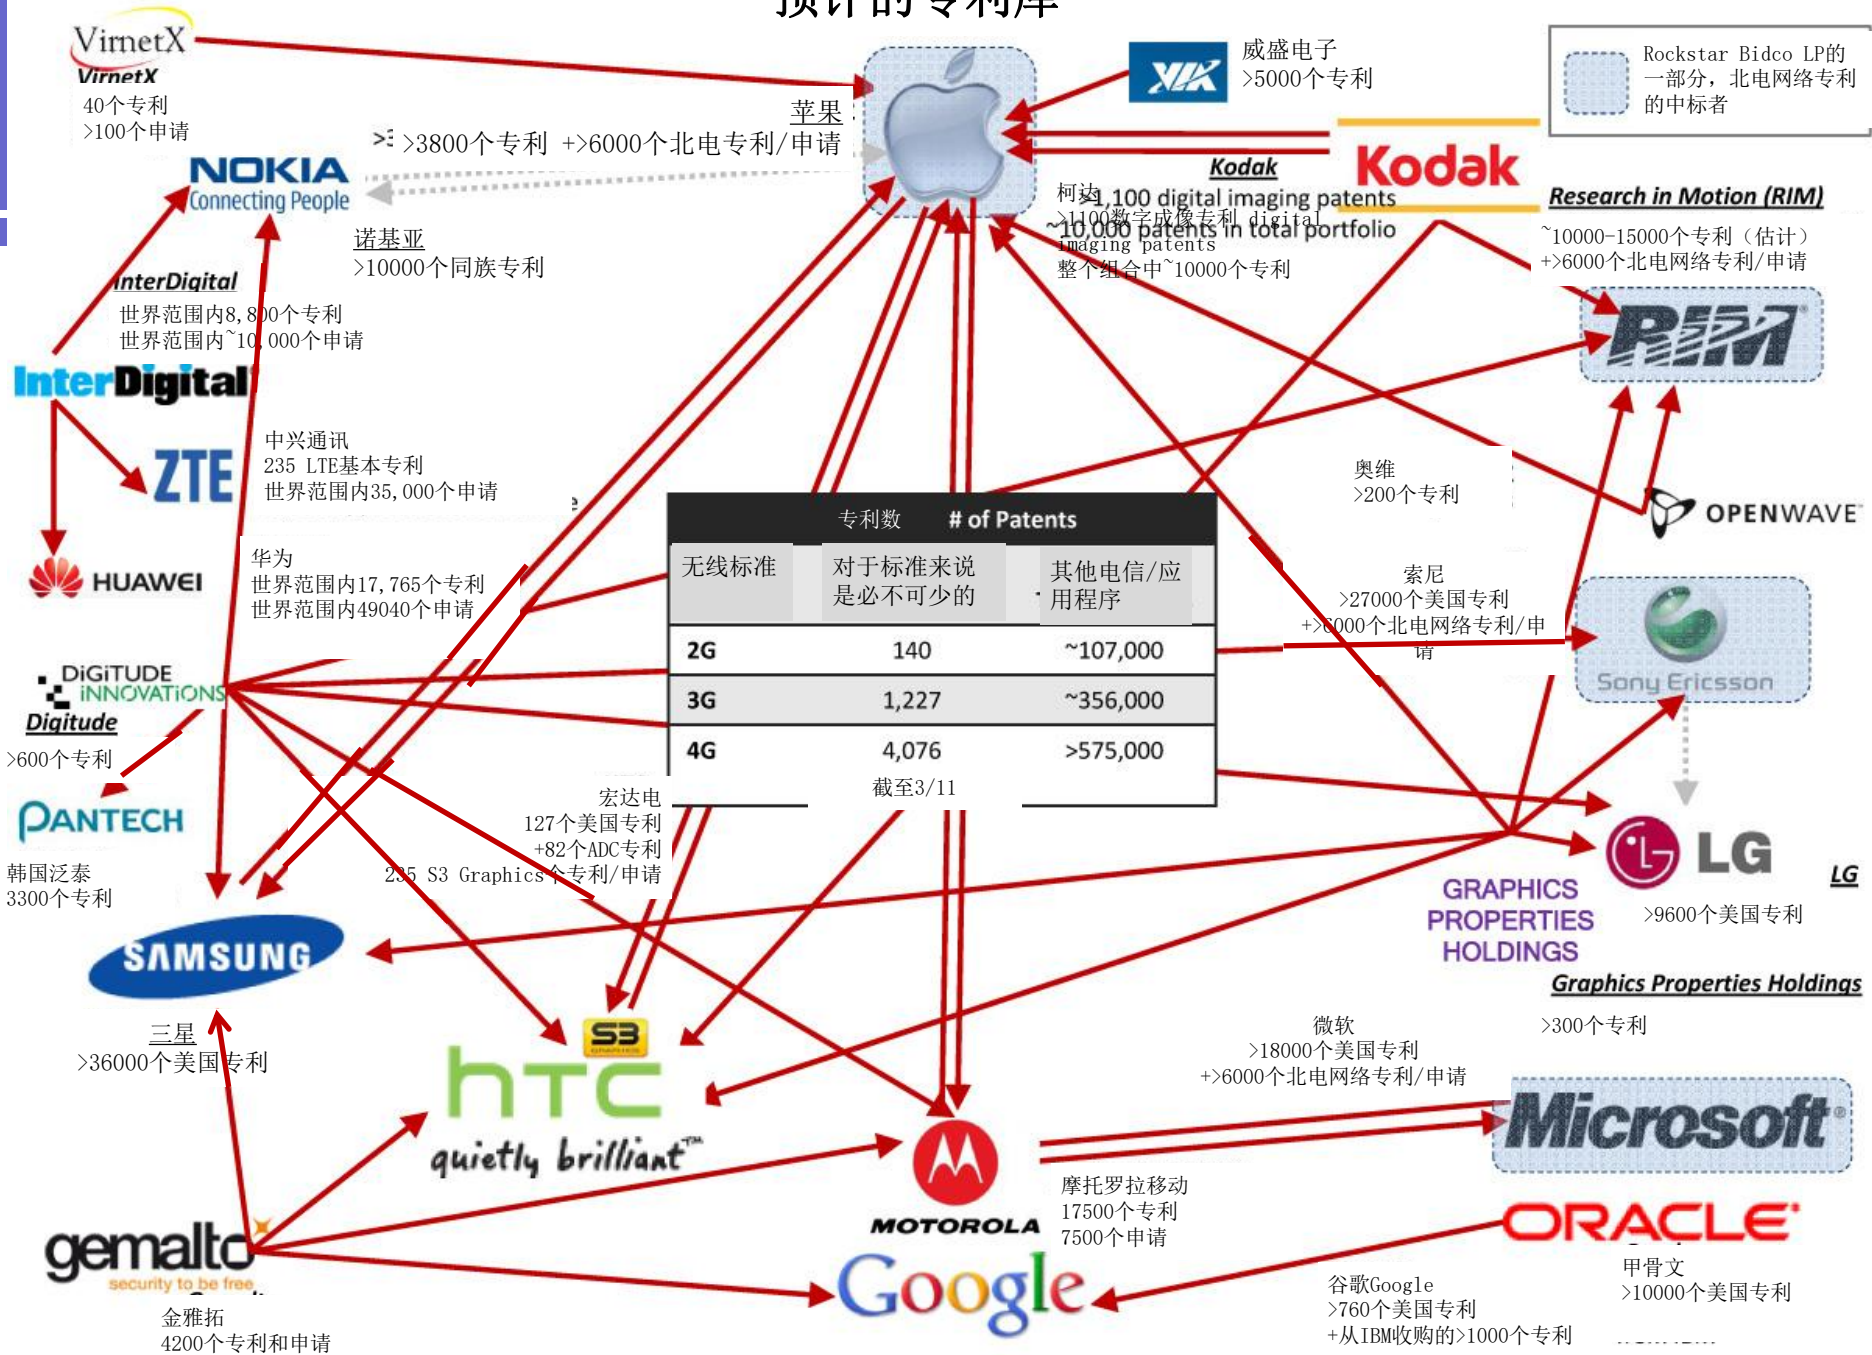 预计的专利库
VirnetX
VirnetX
40个专利
>100个申请
苹果
>3800个专利 +>6000个北电专利/申请
VIA
威盛电子
>5000个专利
Rockstar Bidco LP的
一部分，北电网络专利
的中标者
NOKIA
Connecting People
诺基亚
>10000个同族专利
Kodak
Kodak
>1,100 digital imaging patents
~10,000 patents in total portfolio
柯达
>1100数字成像专利 digital
imaging patents
整个组合中~10000个专利
Research in Motion (RIM)
~10000-15000个专利（估计）
+>6000个北电网络专利/申请
RIM
InterDigital
世界范围内8,800个专利
世界范围内~10,000个申请
InterDigital
ZTE
中兴通讯
235 LTE基本专利
世界范围内35,000个申请
HUAWEI
华为
世界范围内17,765个专利
世界范围内49040个申请
奥维
>200个专利
OPENWAVE
索尼
>27000个美国专利
+>6000个北电网络专利/申
请
Sony Ericsson
专利数 # of Patents
无线标准 对于标准来说是必不可少的 其他电信/应用程序
2G 140 ~107,000
3G 1,227 ~356,000
4G 4,076 >575,000
截至3/11
DiGiTUDE
iNNOVATiONS
Digitude
>600个专利
PANTECH
韩国泛泰
3300个专利
宏达电
127个美国专利
+82个ADC专利
235 S3 Graphics个专利/申请
LG
LG
>9600个美国专利
GRAPHICS
PROPERTIES
HOLDINGS
Graphics Properties Holdings
>300个专利
SAMSUNG
三星
>36000个美国专利
S3
GRAPHICS
hTC
quietly brilliant™
微软
>18000个美国专利
+>6000个北电网络专利/申请
Microsoft®
MOTOROLA
摩托罗拉移动
17500个专利
7500个申请
ORACLE
甲骨文
>10000个美国专利
gemalto
security to be free
金雅拓
4200个专利和申请
Google
谷歌Google
>760个美国专利
+从IBM收购的>1000个专利